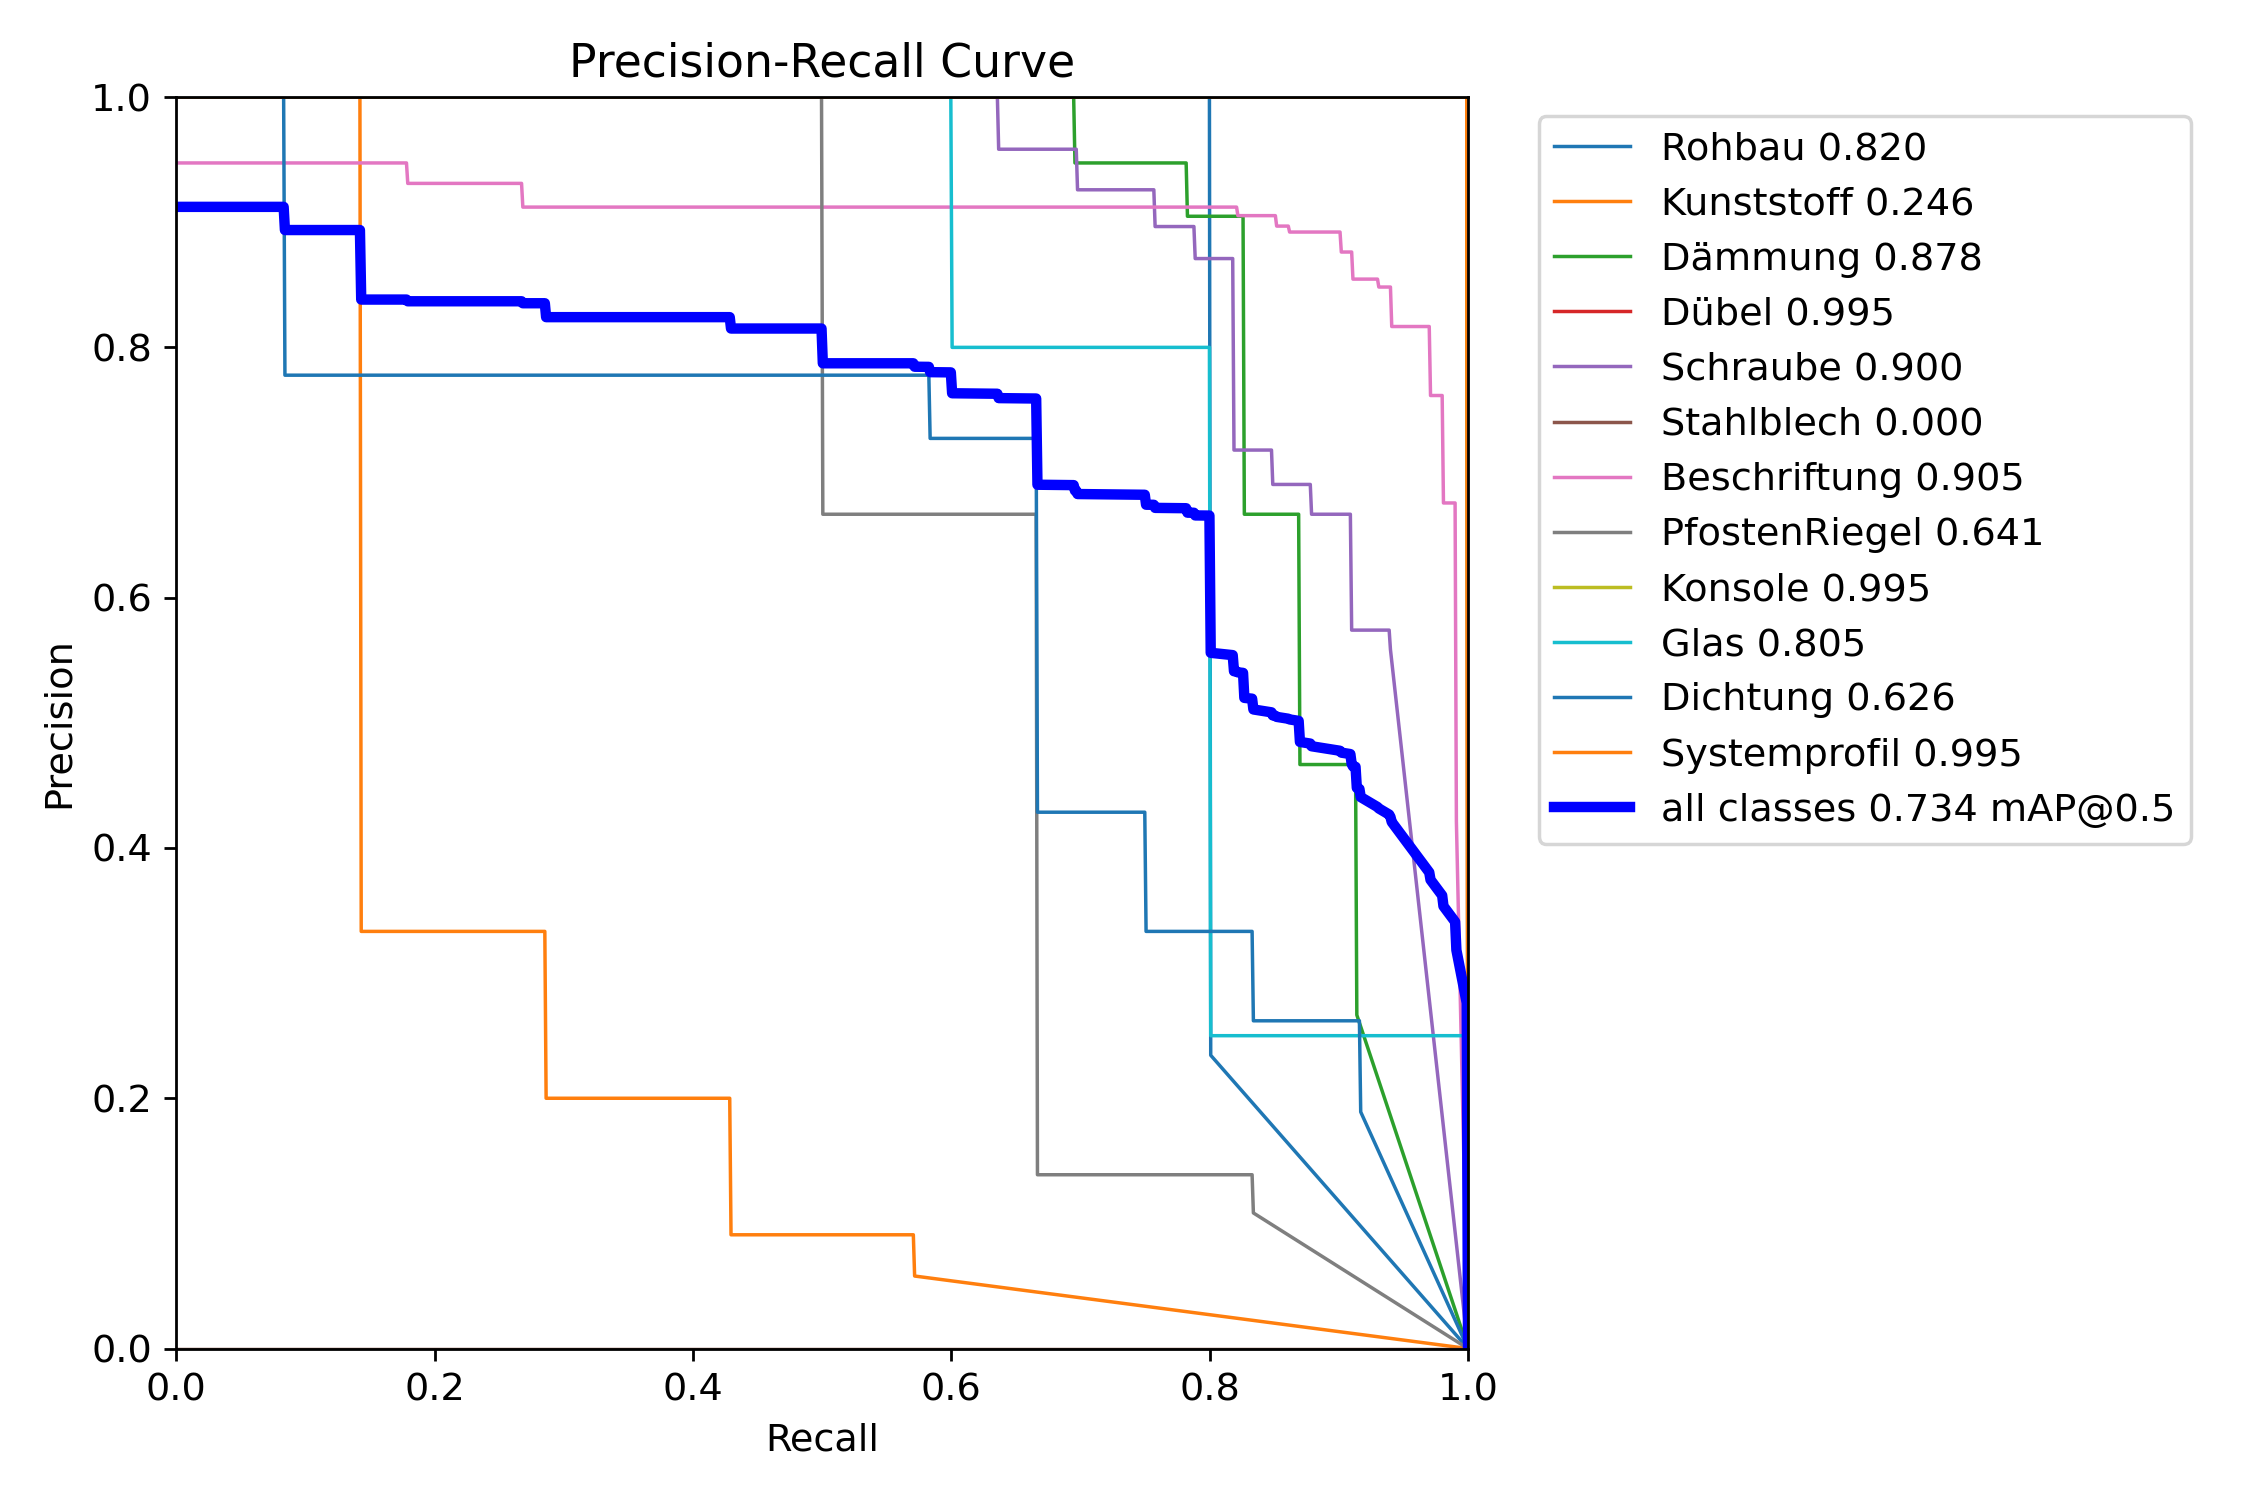 Precision-Recall Curve
1.0
0.8
0.6
0.4
0.2
0.0
Precision
0.0 0.2 0.4 0.6 0.8 1.0
Recall
Rohbau 0.820
Kunststoff 0.246
Dämmung 0.878
Dübel 0.995
Schraube 0.900
Stahlblech 0.000
Beschriftung 0.905
PfostenRiegel 0.641
Konsole 0.995
Glas 0.805
Dichtung 0.626
Systemprofil 0.995
all classes 0.734 mAP@0.5